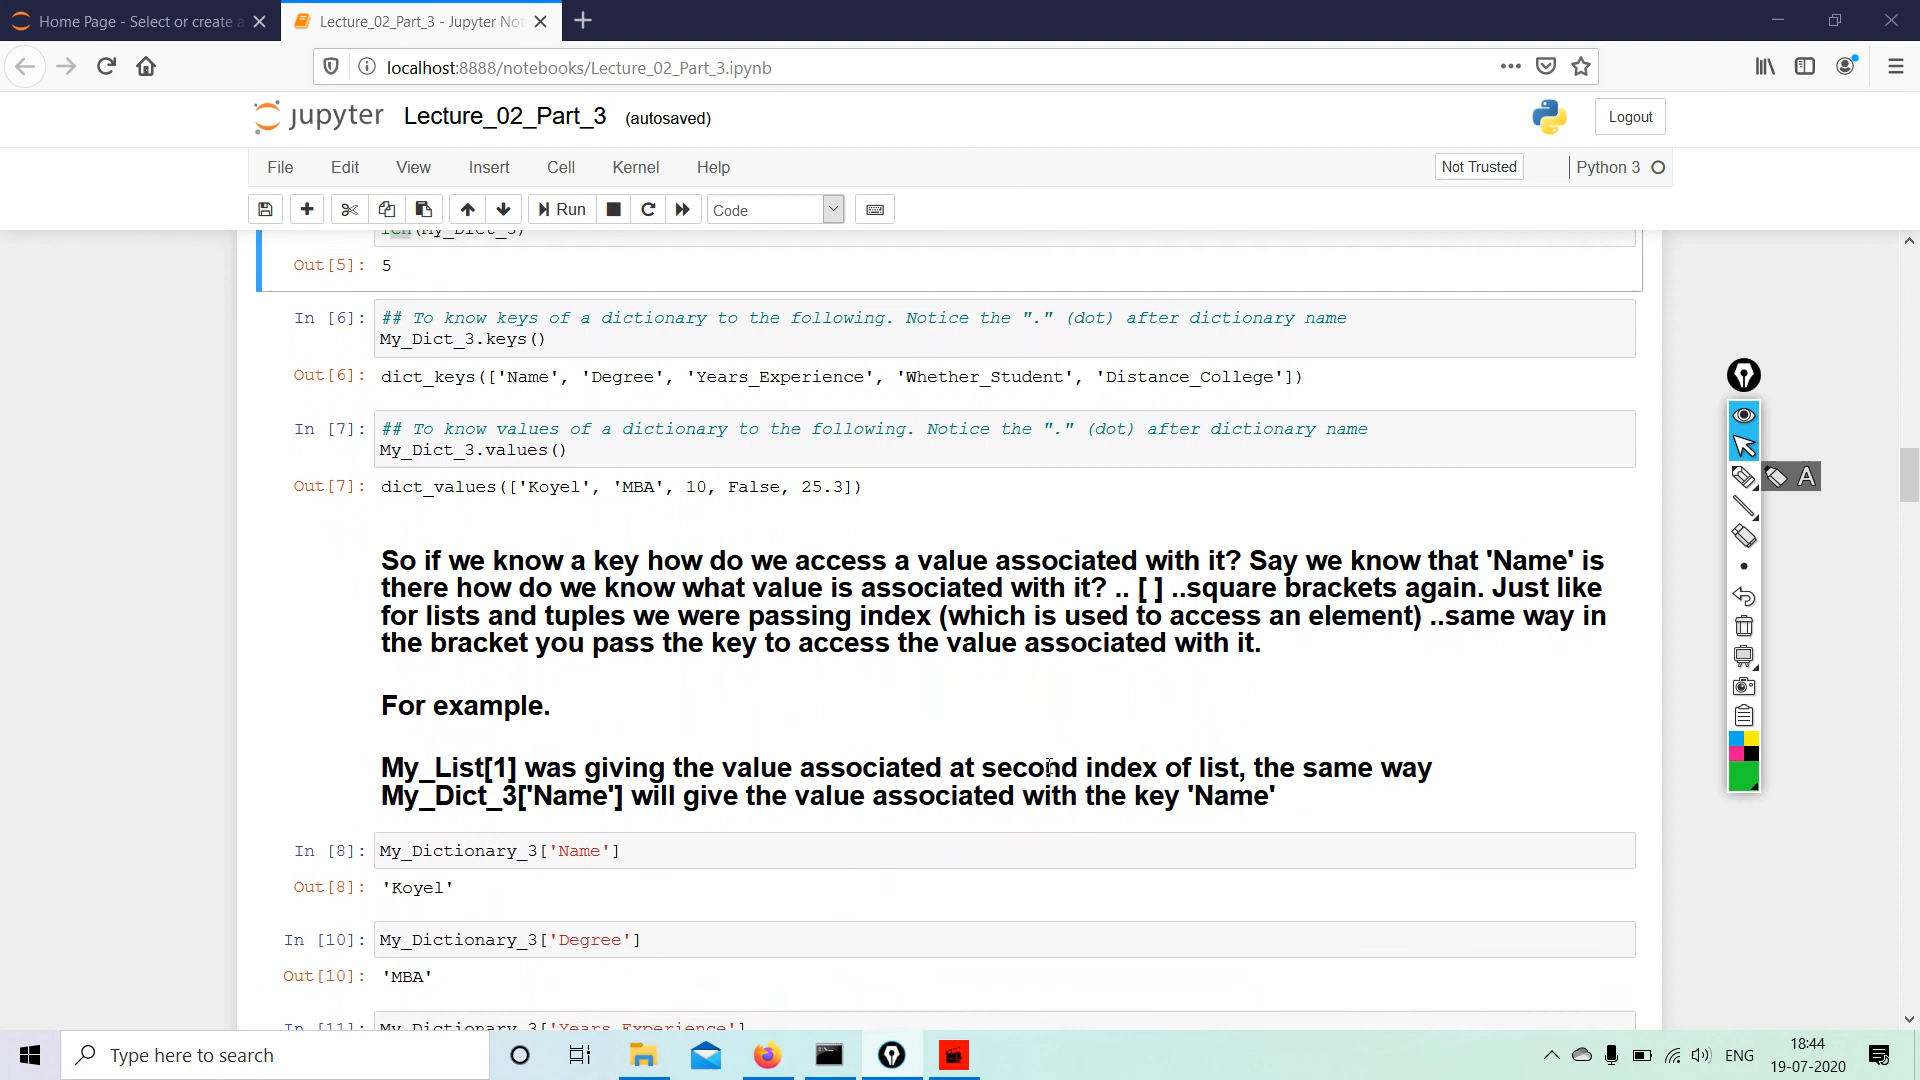 Home Page - Select or create a
Lecture_02_Part_3 - Jupyter Not
localhost:8888/notebooks/Lecture_02_Part_3.ipynb
jupyter Lecture_02_Part_3 (autosaved)
Logout
File Edit View Insert Cell Kernel Help
Not Trusted
Python 3
Run
Code
len(My_Dict_3)
Out[5]: 5
In [6]: ## To know keys of a dictionary to the following. Notice the "." (dot) after dictionary name
My_Dict_3.keys()
Out[6]: dict_keys(['Name', 'Degree', 'Years_Experience', 'Whether_Student', 'Distance_College'])
In [7]: ## To know values of a dictionary to the following. Notice the "." (dot) after dictionary name
My_Dict_3.values()
Out[7]: dict_values(['Koyel', 'MBA', 10, False, 25.3])
So if we know a key how do we access a value associated with it? Say we know that 'Name' is
there how do we know what value is associated with it? .. [ ] ..square brackets again. Just like
for lists and tuples we were passing index (which is used to access an element) ..same way in
the bracket you pass the key to access the value associated with it.
For example.
My_List[1] was giving the value associated at second index of list, the same way
My_Dict_3['Name'] will give the value associated with the key 'Name'
In [8]: My_Dictionary_3['Name']
Out[8]: 'Koyel'
In [10]: My_Dictionary_3['Degree']
Out[10]: 'MBA'
In [11]: My_Dictionary_3['Years_Experience']
A
Type here to search
ENG
18:44
19-07-2020